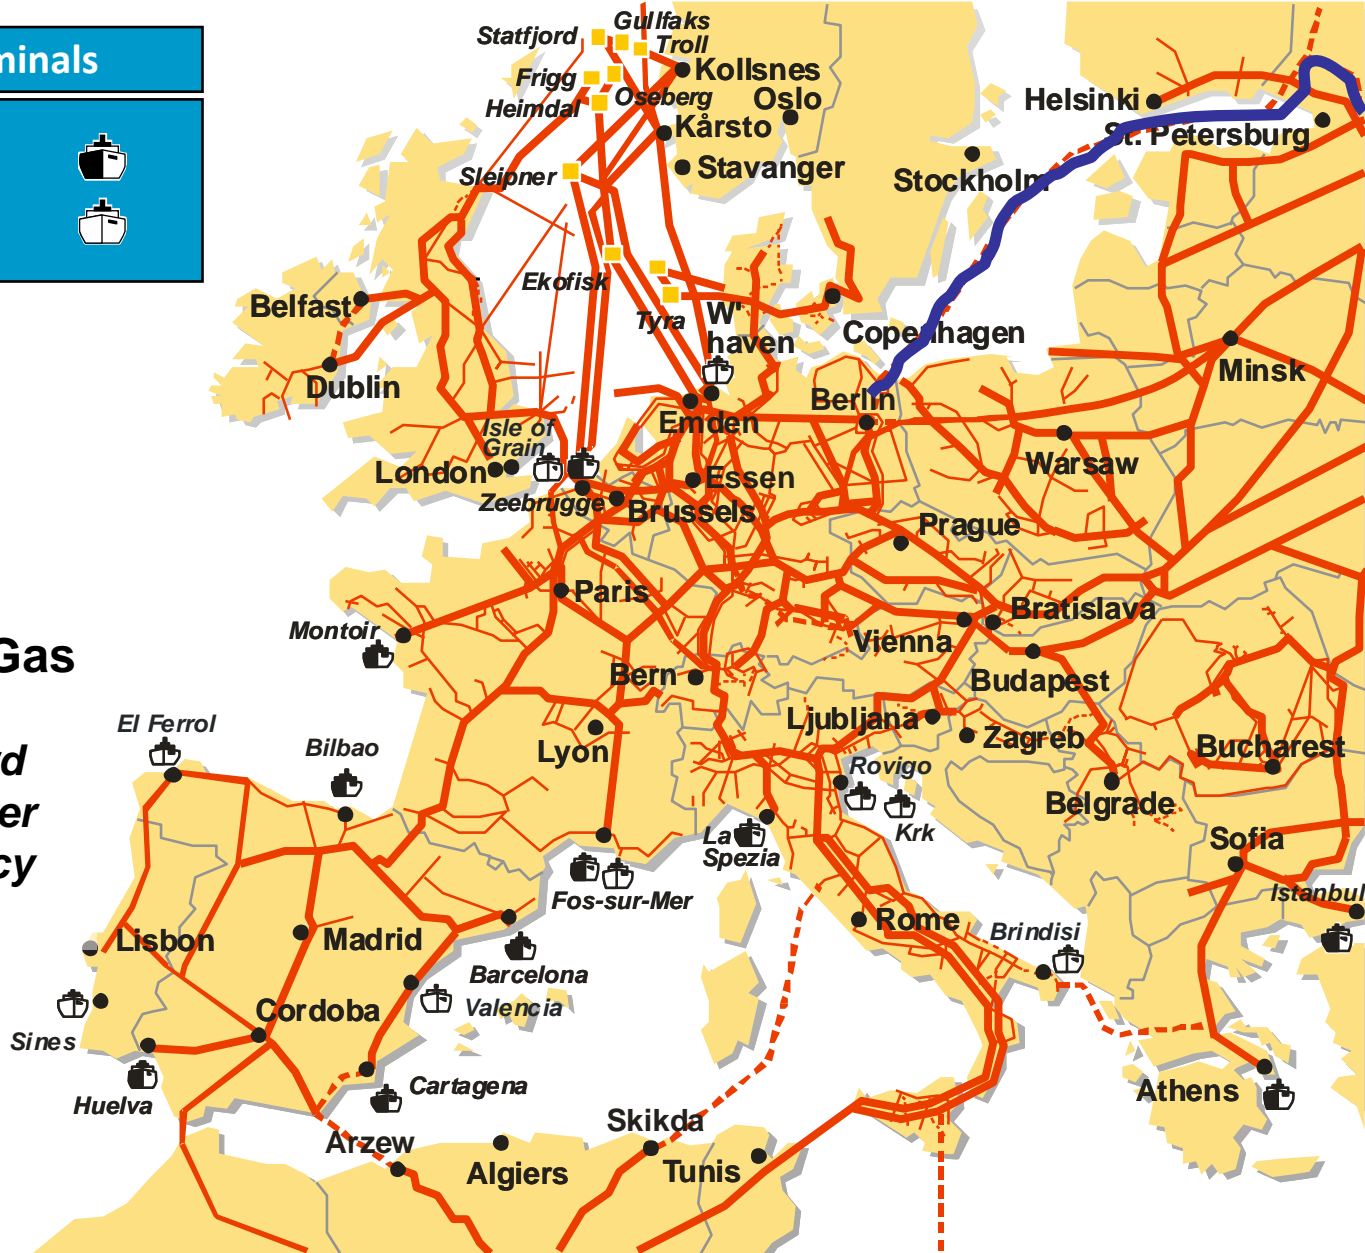 minals
Statfjord
Gullfaks
Troll
Frigg
Kollsnes
Heimdal
Oseberg
Oslo
Kårsto
Helsinki
St. Petersburg
Stavanger
Sleipner
Stockholm
Ekofisk
Belfast
Tyra
W'
haven
Copenhagen
Dublin
Minsk
Berlin
Emden
Isle of
Grain
London
Essen
Warsaw
Zeebrugge
Brussels
Prague
Paris
Bratislava
Montoir
Vienna
Gas
Bern
Budapest
El Ferrol
Ljubljana
Bilbao
Lyon
Zagreb
Bucharest
rd
Rovigo
er
Belgrade
Krk
La
Spezia
Sofia
cy
Fos-sur-Mer
Istanbul
Lisbon
Madrid
Rome
Brindisi
Barcelona
Cordoba
Valencia
Sines
Cartagena
Athens
Huelva
Skikda
Arzew
Algiers
Tunis